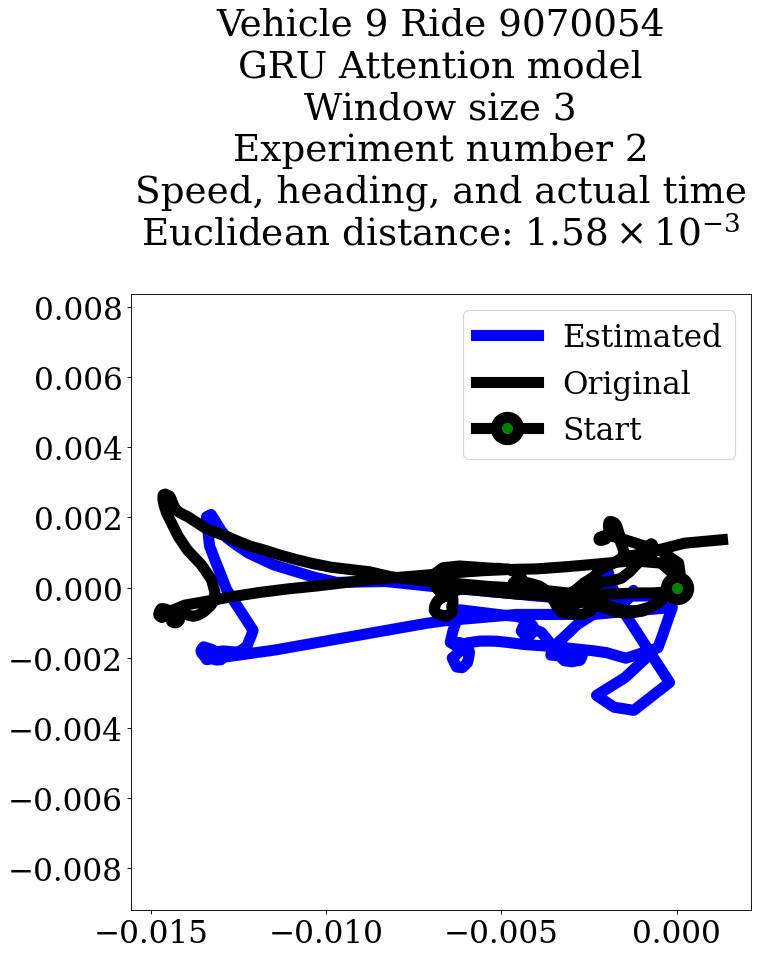 Vehicle 9 Ride 9070054
GRU Attention model
Window size 3
Experiment number 2
Speed, heading, and actual time
Euclidean distance: 1.58 × 10⁻³
Estimated
Original
Start
0.008
0.006
0.004
0.002
0.000
−0.002
−0.004
−0.006
−0.008
−0.015 −0.010 −0.005 0.000